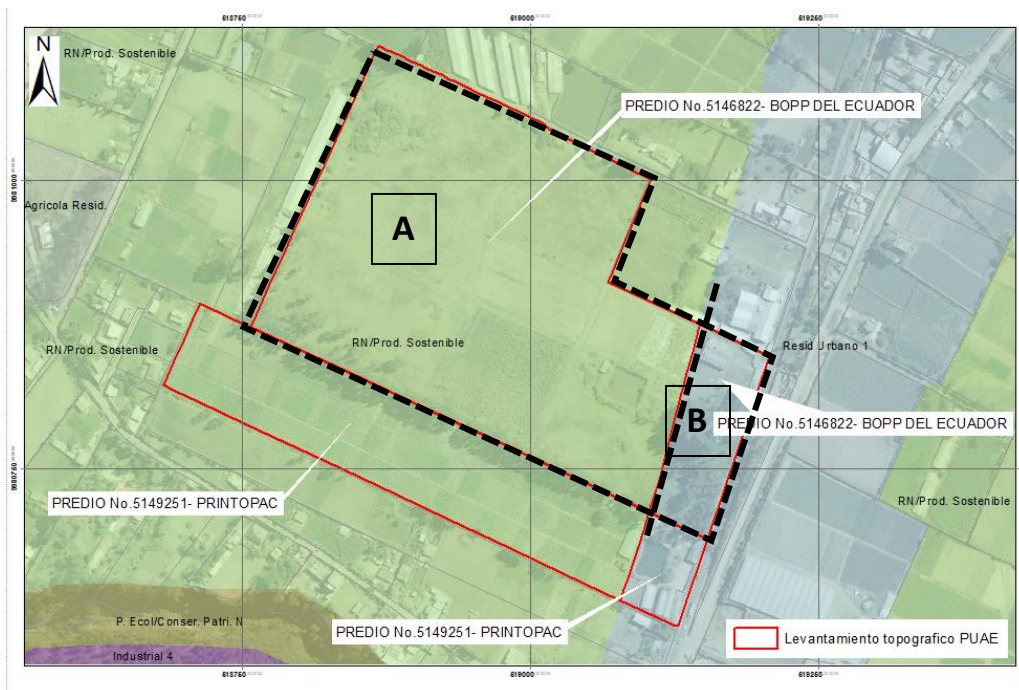 618750
619000
619250
N
RN/Prod. Sostenible
PREDIO No.5146822- BOPP DEL ECUADOR
9981000
Agricola Resid.
A
RN/Prod. Sostenible
RN/Prod. Sostenible
Resid Urbano 1
B
PREDIO No.5146822- BOPP DEL ECUADOR
9980750
PREDIO No.5149251- PRINTOPAC
RN/Prod. Sostenible
P. Ecol/Conser. Patri. N
PREDIO No.5149251- PRINTOPAC
Industrial 4
Levantamiento topografico PUAE
618750
619000
619250